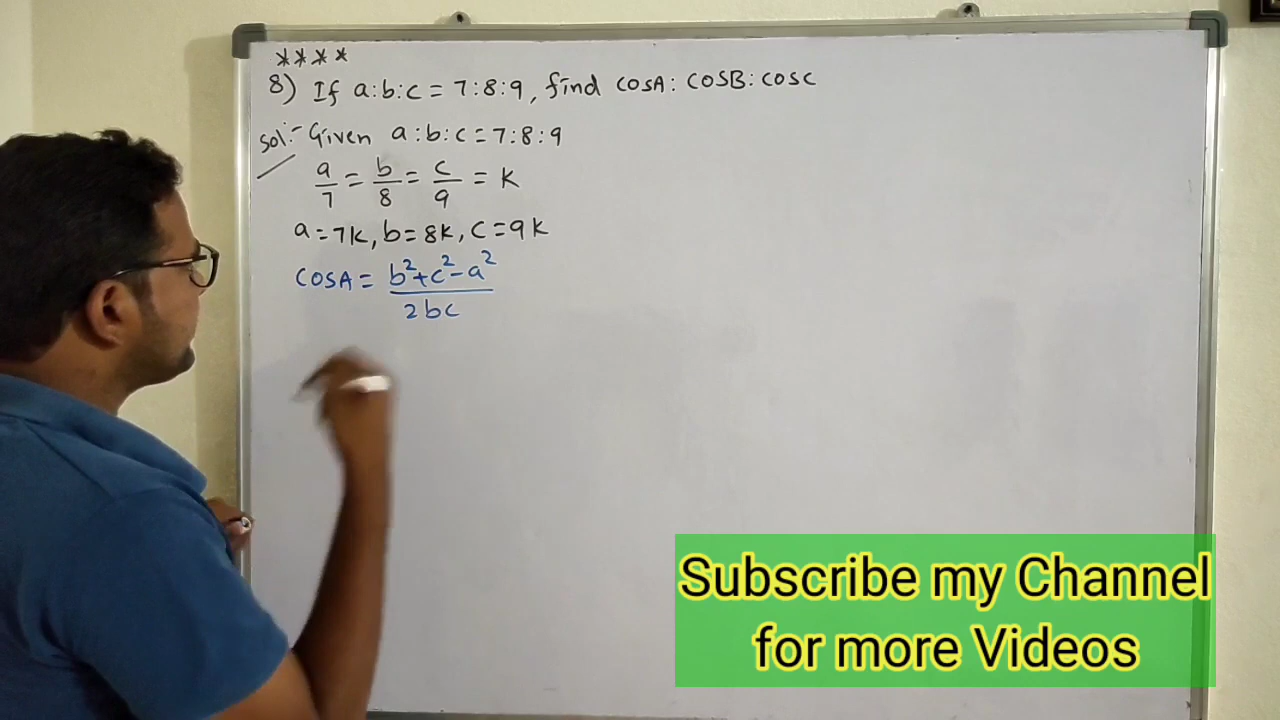 ****
8) If a:b:c = 7:8:9, find COSA: COSB: COSC
Sol:- Given a:b:c = 7:8:9
a/7 = b/8 = c/9 = K
a=7K, b=8K, c=9K
COSA = b²+c²-a² / 2bc
Subscribe my Channel
for more Videos